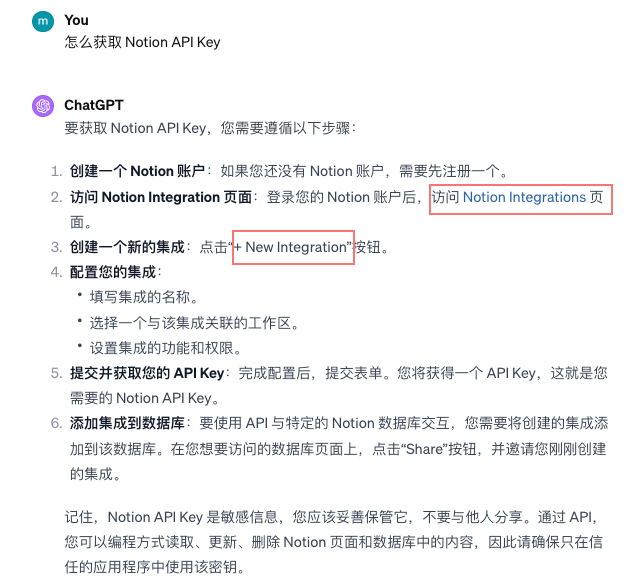 m
You
怎么获取 Notion API Key
ChatGPT
要获取 Notion API Key，您需要遵循以下步骤：
1. 创建一个 Notion 账户：如果您还没有 Notion 账户，需要先注册一个。
2. 访问 Notion Integration 页面：登录您的 Notion 账户后，访问 Notion Integrations 页
面。
3. 创建一个新的集成：点击“+ New Integration”按钮。
4. 配置您的集成：
• 填写集成的名称。
• 选择一个与该集成关联的工作区。
• 设置集成的功能和权限。
5. 提交并获取您的 API Key：完成配置后，提交表单。您将获得一个 API Key，这就是您
需要的 Notion API Key。
6. 添加集成到数据库：要使用 API 与特定的 Notion 数据库交互，您需要将创建的集成添
加到该数据库。在您想要访问的数据库页面上，点击“Share”按钮，并邀请您刚刚创建
的集成。
记住，Notion API Key 是敏感信息，您应该妥善保管它，不要与他人分享。通过 API，
您可以编程方式读取、更新、删除 Notion 页面和数据库中的内容，因此请确保只在信
任的应用程序中使用该密钥。